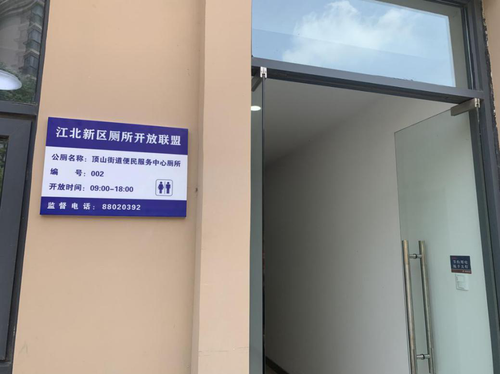 江北新区厕所开放联盟
公厕名称：顶山街道便民服务中心厕所
编 号：002
开放时间：09:00-18:00
监督电话：88020392